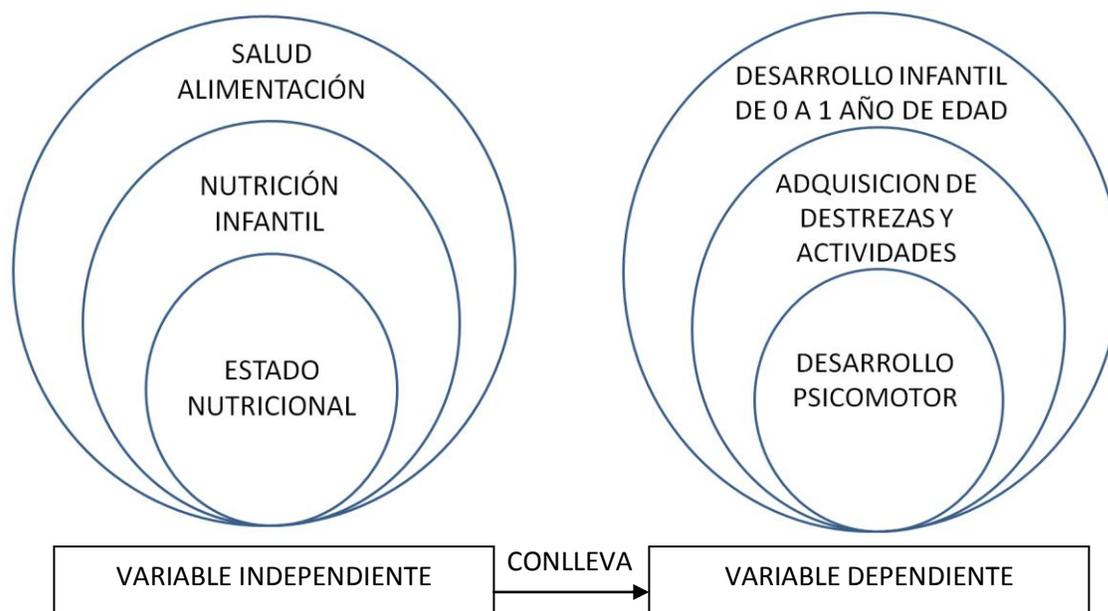 SALUD
ALIMENTACIÓN
NUTRICIÓN
INFANTIL
ESTADO
NUTRICIONAL
DESARROLLO INFANTIL
DE 0 A 1 AÑO DE EDAD
ADQUISICION DE
DESTREZAS Y
ACTIVIDADES
DESARROLLO
PSICOMOTOR
VARIABLE INDEPENDIENTE
CONLLEVA
VARIABLE DEPENDIENTE